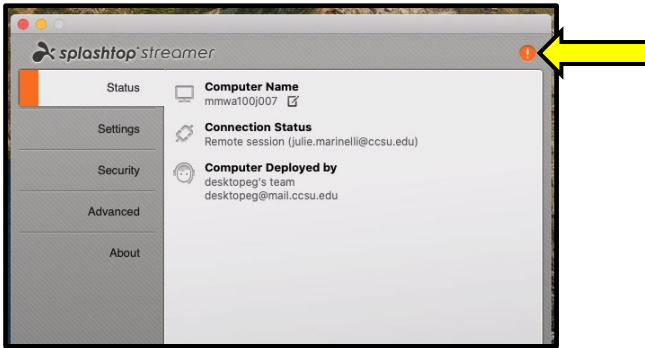 splashtop streamer
!
Status
Settings
Security
Advanced
About
Computer Name
mmwa100j007
Connection Status
Remote session (julie.marinelli@ccsu.edu)
Computer Deployed by
desktopeg's team
desktopeg@mail.ccsu.edu